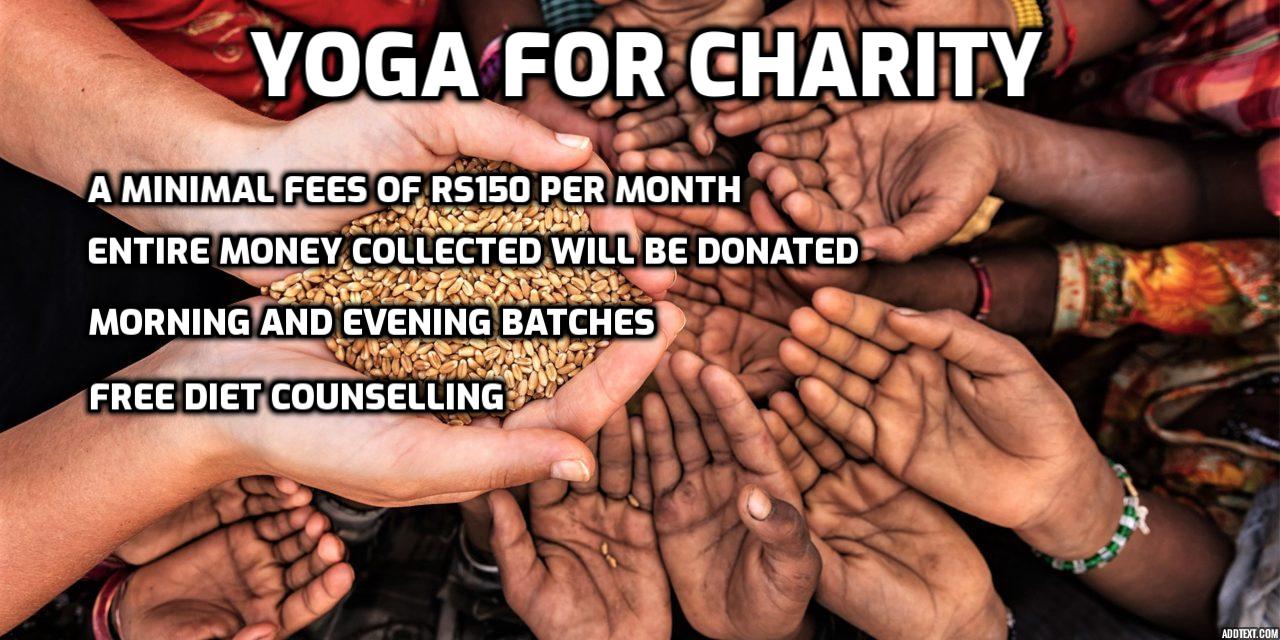 YOGA FOR CHARITY
A MINIMAL FEES OF RS150 PER MONTH
ENTIRE MONEY COLLECTED WILL BE DONATED
MORNING AND EVENING BATCHES
FREE DIET COUNSELLING
ADDTEXT.COM